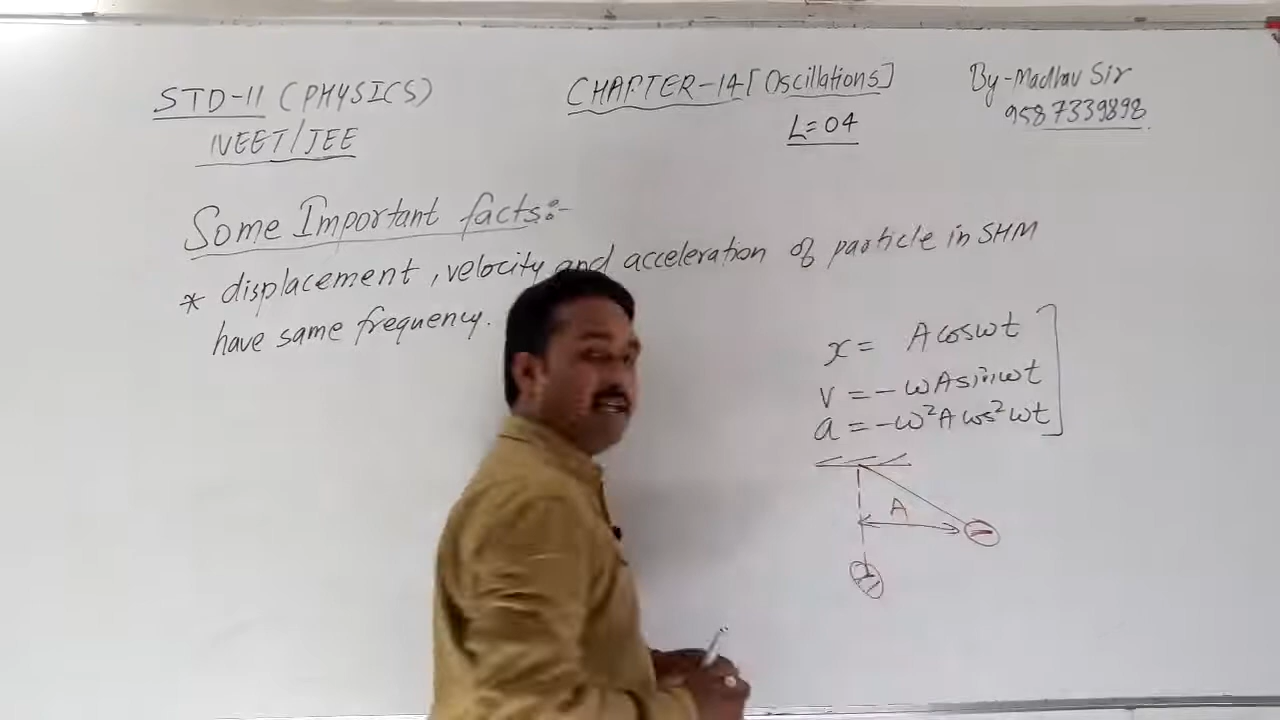 STD-11 (PHYSICS)
NEET/JEE
CHAPTER-14 [Oscillations]
L=04
By-Madhav Sir
9587339898
Some Important facts:-
* displacement, velocity and acceleration of particle in SHM
have same frequency.
x = A cosωt
v = -ωA sinωt
a = -ω²A cos²ωt
A